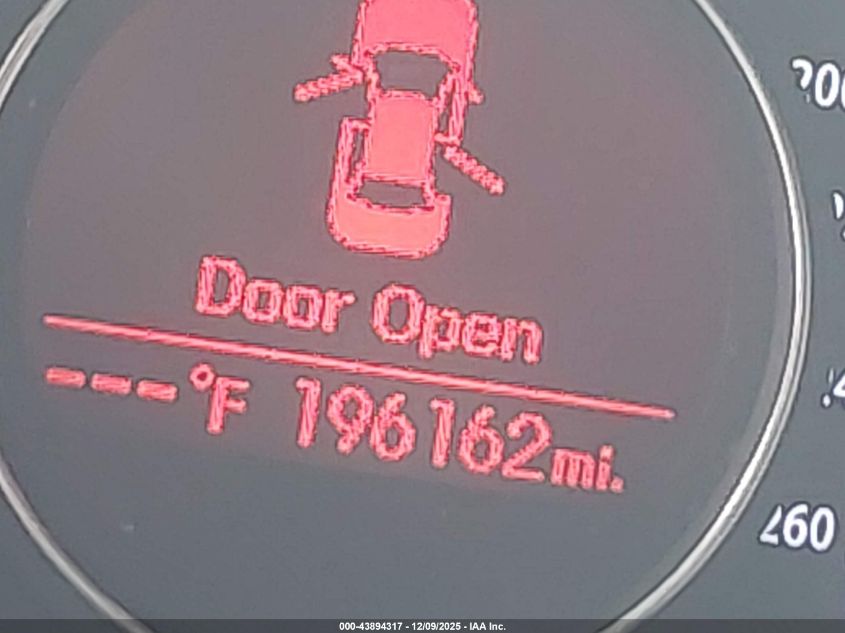 Door Open
---°F 196162mi.
260
000-43894317 - 12/09/2025 - IAA Inc.